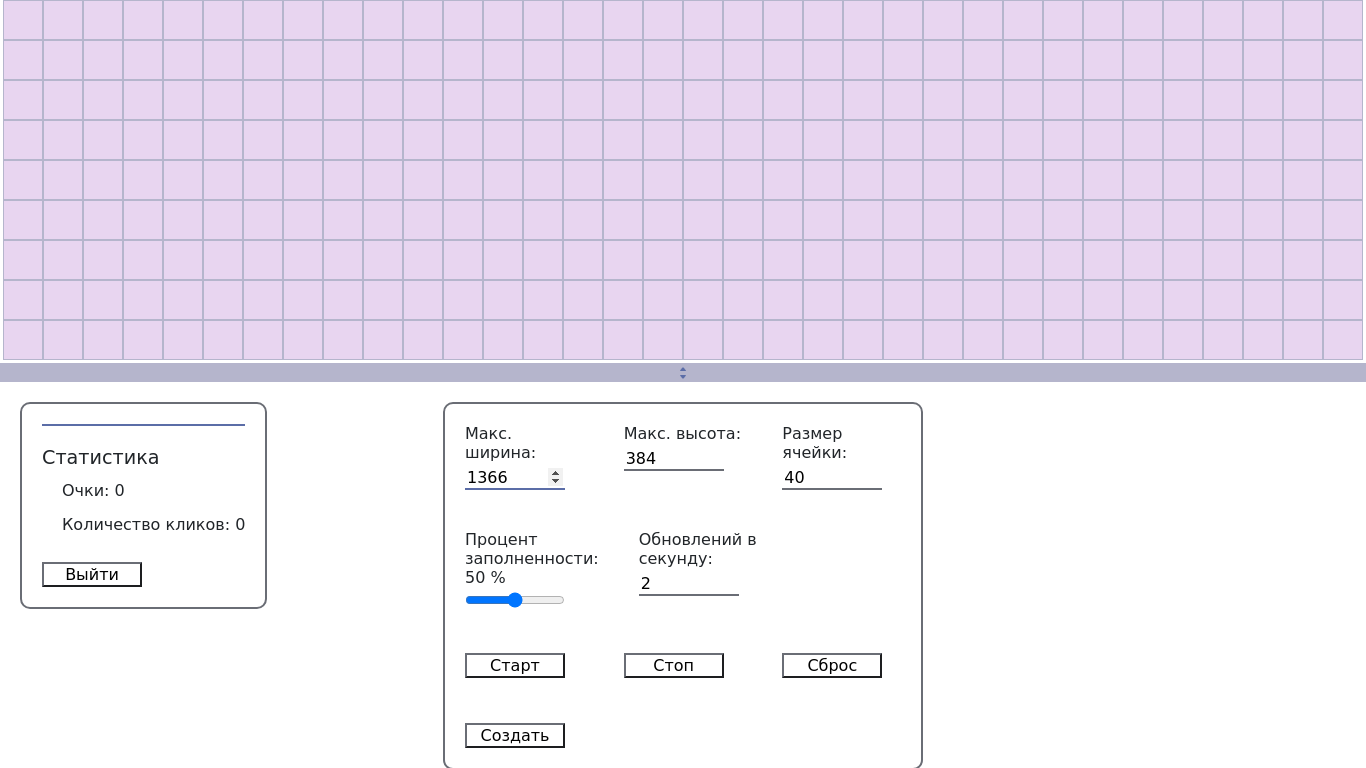 Статистика
Очки: 0
Количество кликов: 0
Выйти
Макс.
ширина:
1366
Макс. высота:
384
Размер
ячейки:
40
Процент
заполненности:
50 %
Обновлений в
секунду:
2
Старт
Стоп
Сброс
Создать